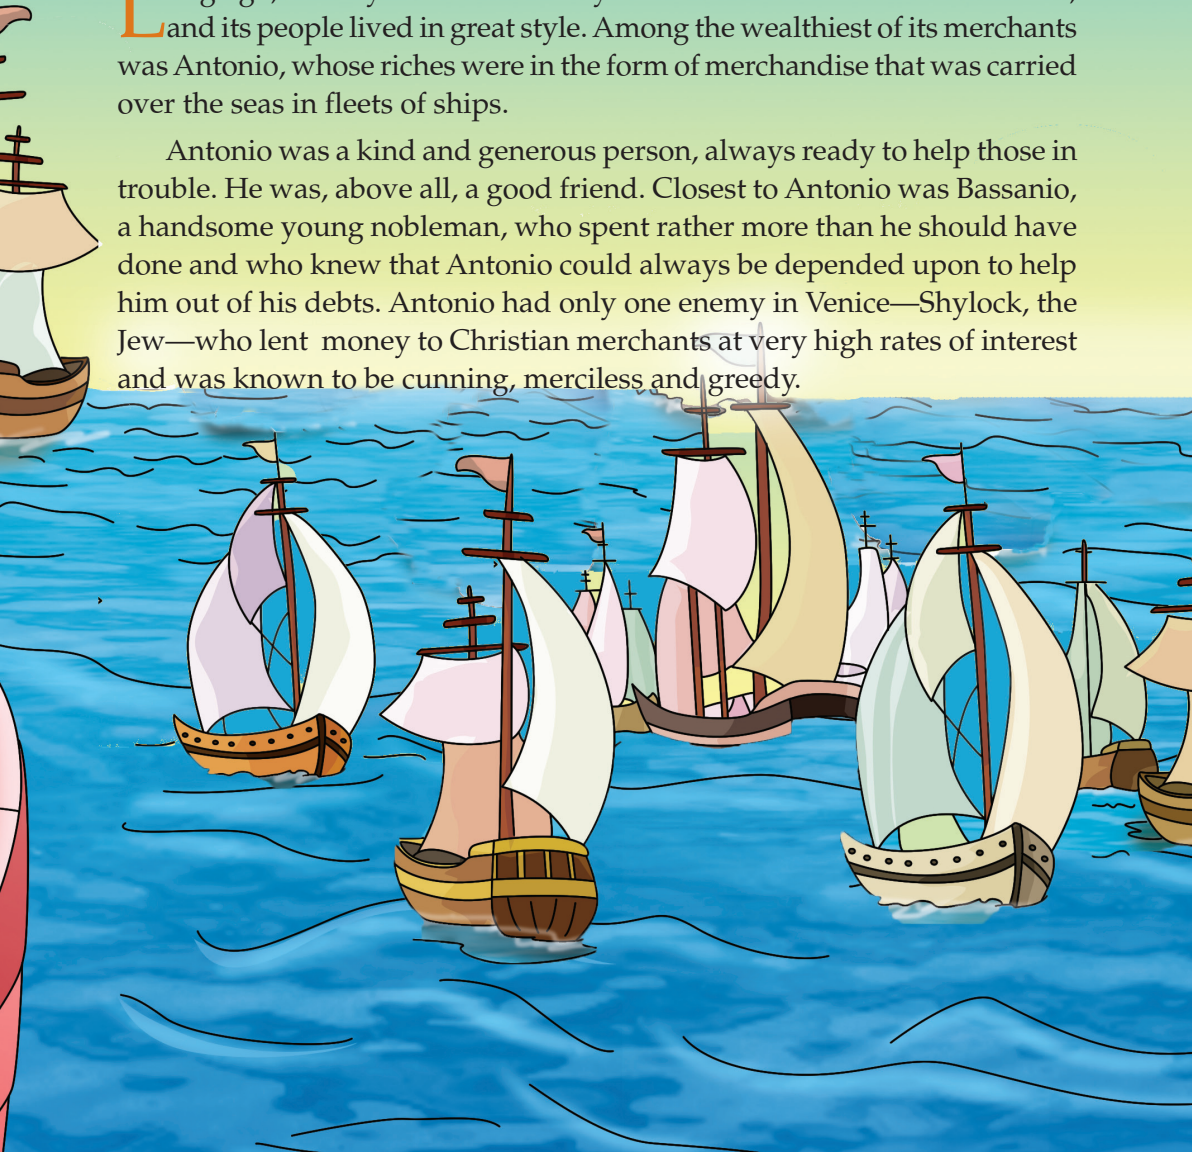 L
and its people lived in great style. Among the wealthiest of its merchants
was Antonio, whose riches were in the form of merchandise that was carried
over the seas in fleets of ships.
Antonio was a kind and generous person, always ready to help those in
trouble. He was, above all, a good friend. Closest to Antonio was Bassanio,
a handsome young nobleman, who spent rather more than he should have
done and who knew that Antonio could always be depended upon to help
him out of his debts. Antonio had only one enemy in Venice—Shylock, the
Jew—who lent money to Christian merchants at very high rates of interest
and was known to be cunning, merciless and greedy.